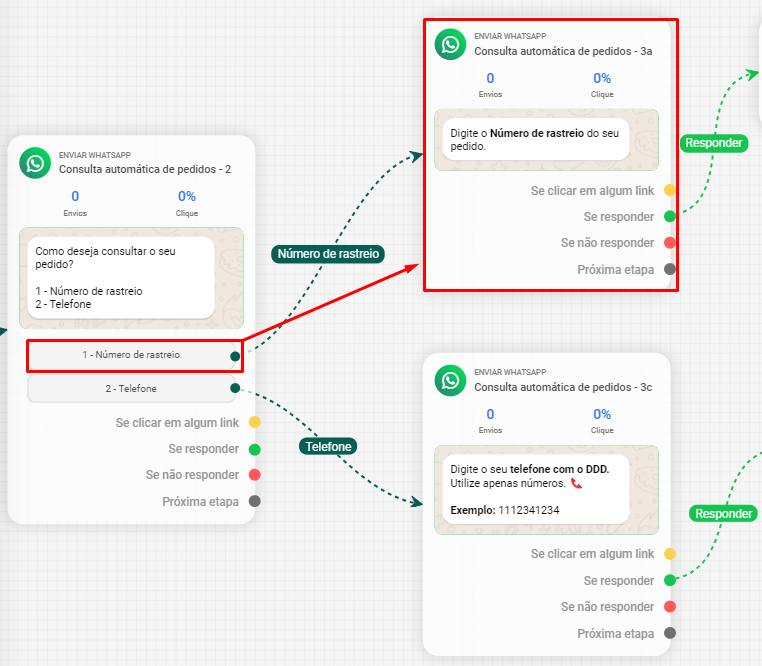 ENVIAR WHATSAPP
Consulta automática de pedidos - 2
0
0%
Envios
Clique
Como deseja consultar o seu
pedido?
1 - Número de rastreio
2 - Telefone
1 - Número de rastreio
2 - Telefone
Se clicar em algum link
Se responder
Se não responder
Próxima etapa
Número de rastreio
Telefone
ENVIAR WHATSAPP
Consulta automática de pedidos - 3a
0
0%
Envios
Clique
Digite o Número de rastreio do seu
pedido.
Se clicar em algum link
Se responder
Se não responder
Próxima etapa
Responder
ENVIAR WHATSAPP
Consulta automática de pedidos - 3c
0
0%
Envios
Clique
Digite o seu telefone com o DDD.
Utilize apenas números. 📞
Exemplo: 1112341234
Se clicar em algum link
Se responder
Se não responder
Próxima etapa
Responder